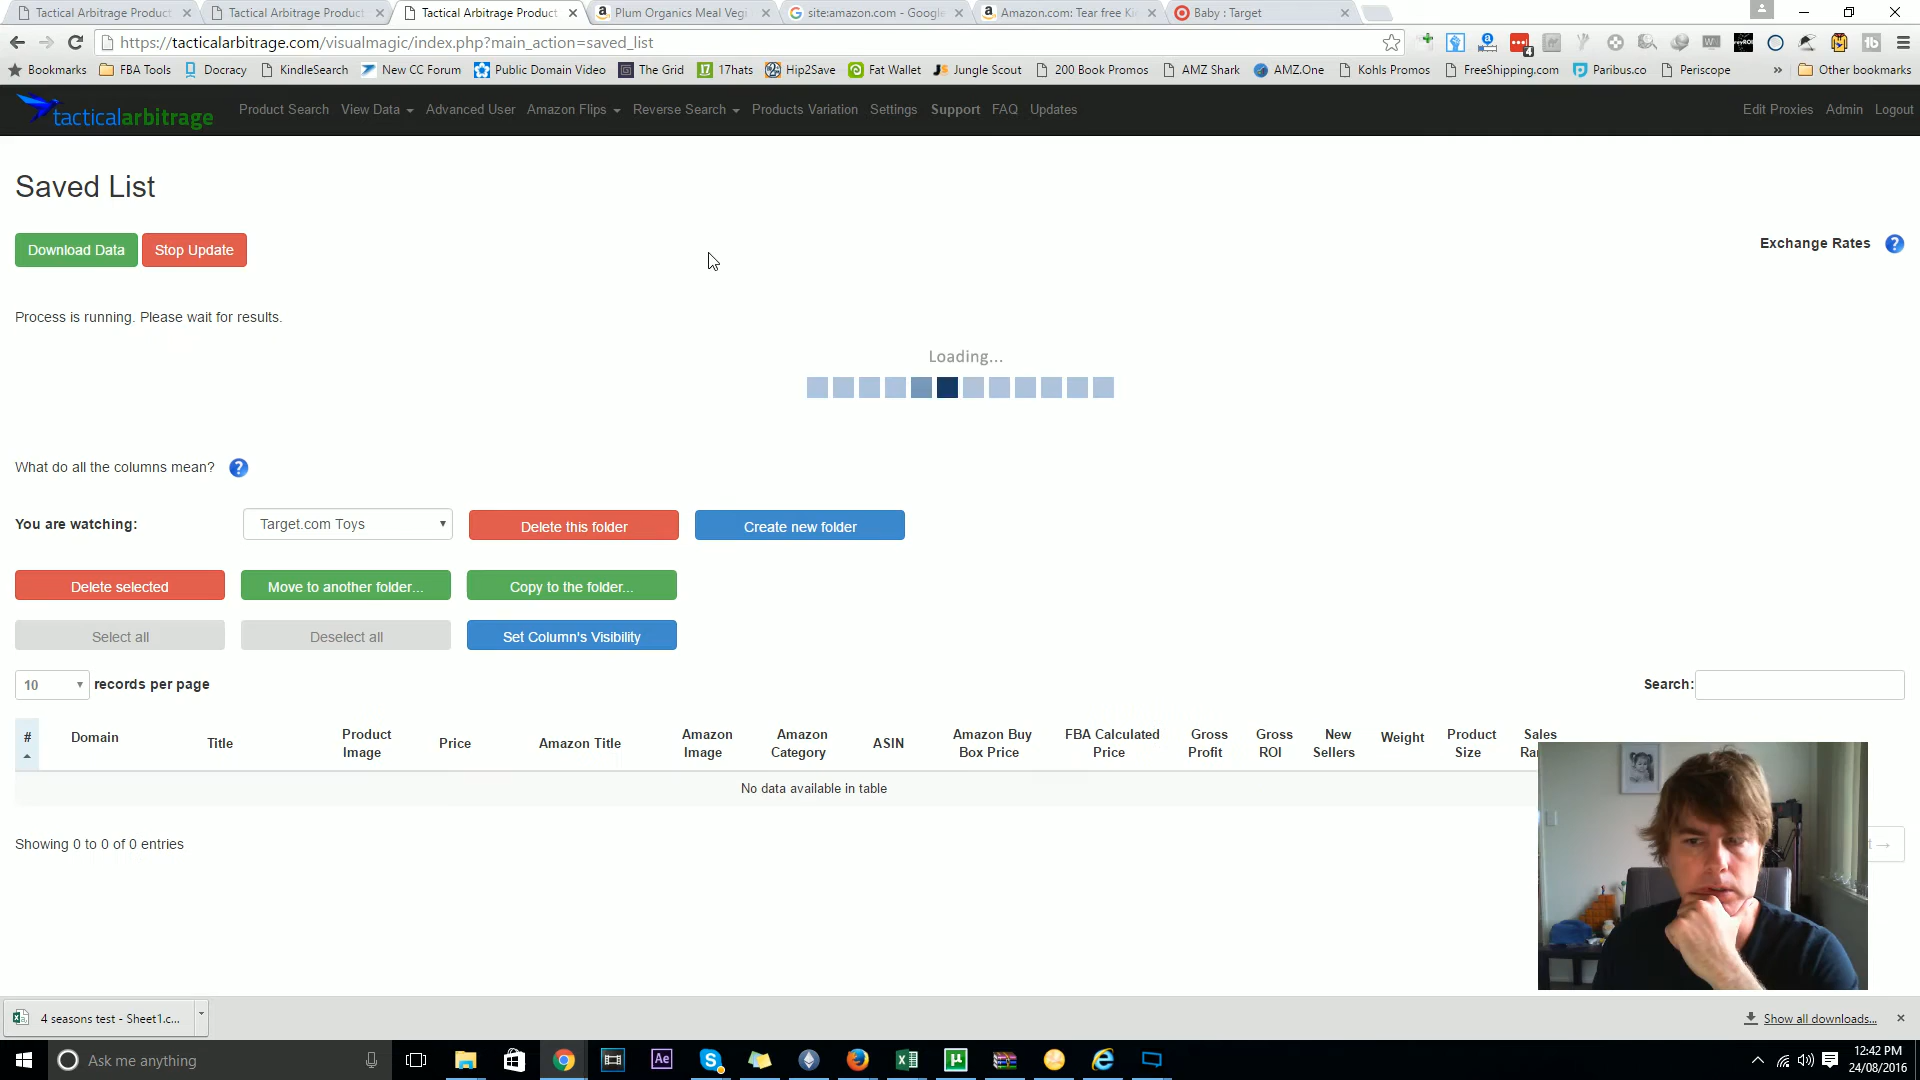 Tactical Arbitrage Product
Tactical Arbitrage Product
Tactical Arbitrage Product
Plum Organics Meal Vegi
site:amazon.com - Google
Amazon.com: Tear free Ki
Baby : Target
https://tacticalarbitrage.com/visualmagic/index.php?main_action=saved_list
Bookmarks
FBA Tools
Docracy
KindleSearch
New CC Forum
Public Domain Video
The Grid
17hats
Hip2Save
Fat Wallet
Jungle Scout
200 Book Promos
AMZ Shark
AMZ.One
Kohls Promos
FreeShipping.com
Paribus.co
Periscope
»
Other bookmarks
tacticalarbitrage
Product Search
View Data
Advanced User
Amazon Flips
Reverse Search
Products Variation
Settings
Support
FAQ
Updates
Edit Proxies
Admin
Logout
Saved List
Download Data
Stop Update
Exchange Rates
?
Process is running. Please wait for results.
Loading...
What do all the columns mean?
?
You are watching:
Target.com Toys
Delete this folder
Create new folder
Delete selected
Move to another folder...
Copy to the folder...
Select all
Deselect all
Set Column's Visibility
10
records per page
Search:
#
Domain
Title
Product
Image
Price
Amazon Title
Amazon
Image
Amazon
Category
ASIN
Amazon Buy
Box Price
FBA Calculated
Price
Gross
Profit
Gross
ROI
New
Sellers
Weight
Product
Size
Sales
No data available in table
Showing 0 to 0 of 0 entries
t →
4 seasons test - Sheet1.c...
Show all downloads...
Ask me anything
12:42 PM
24/08/2016